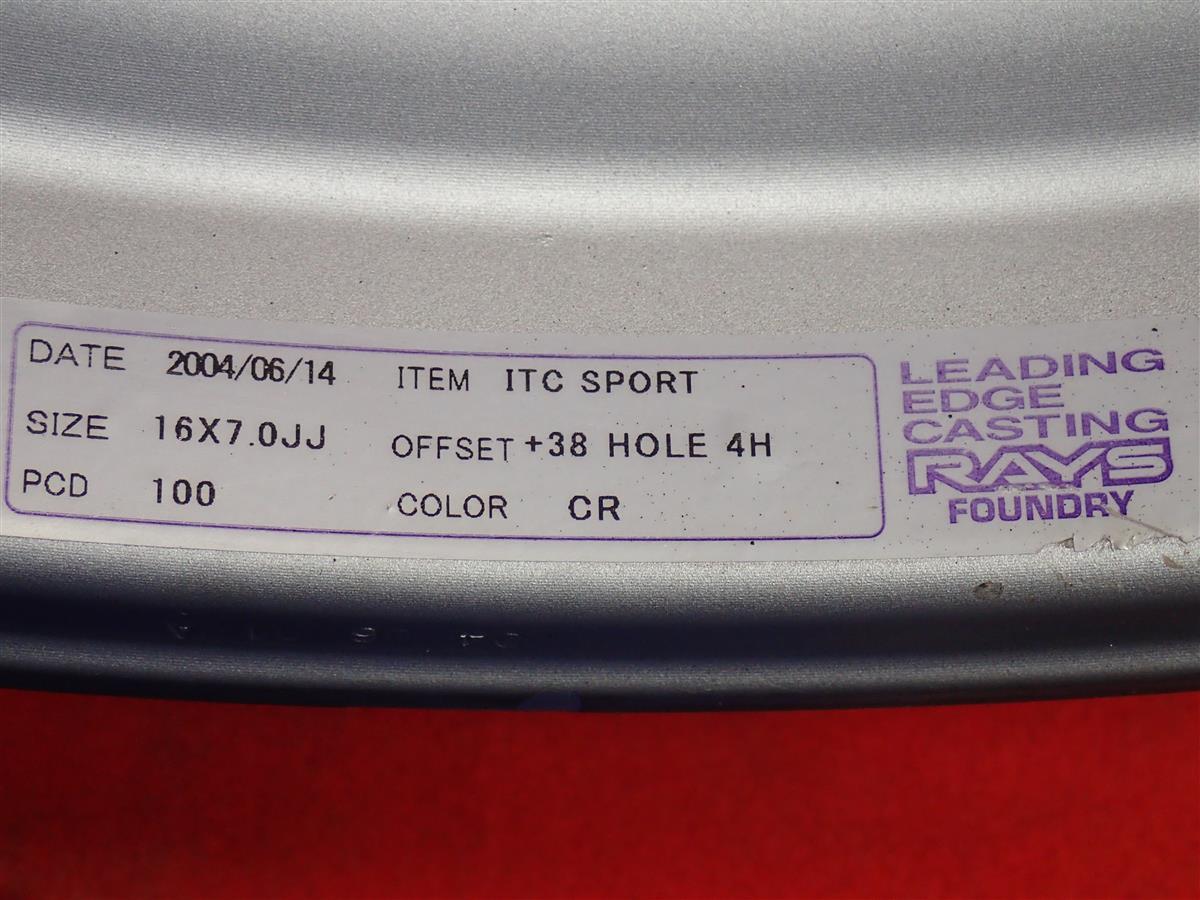 DATE 2004/06/14 ITEM ITC SPORT
SIZE 16X7.0JJ OFFSET +38 HOLE 4H
PCD 100 COLOR CR
LEADING
EDGE
CASTING
RAYS
FOUNDRY